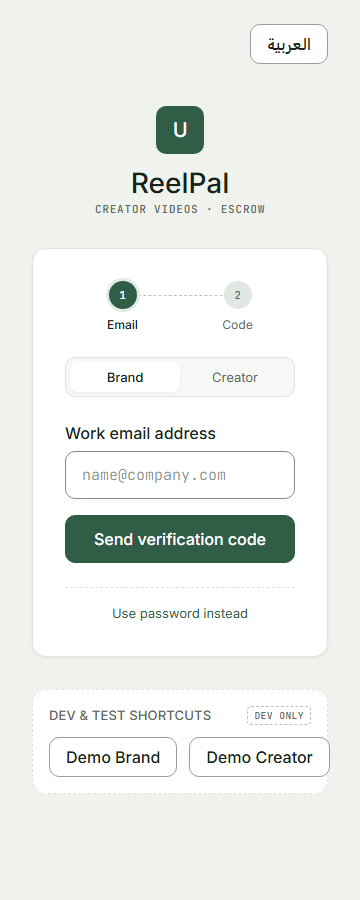 العربية
U
ReelPal
CREATOR VIDEOS · ESCROW
1 2
Email Code
Brand Creator
Work email address
name@company.com
Send verification code
Use password instead
DEV & TEST SHORTCUTS DEV ONLY
Demo Brand Demo Creator